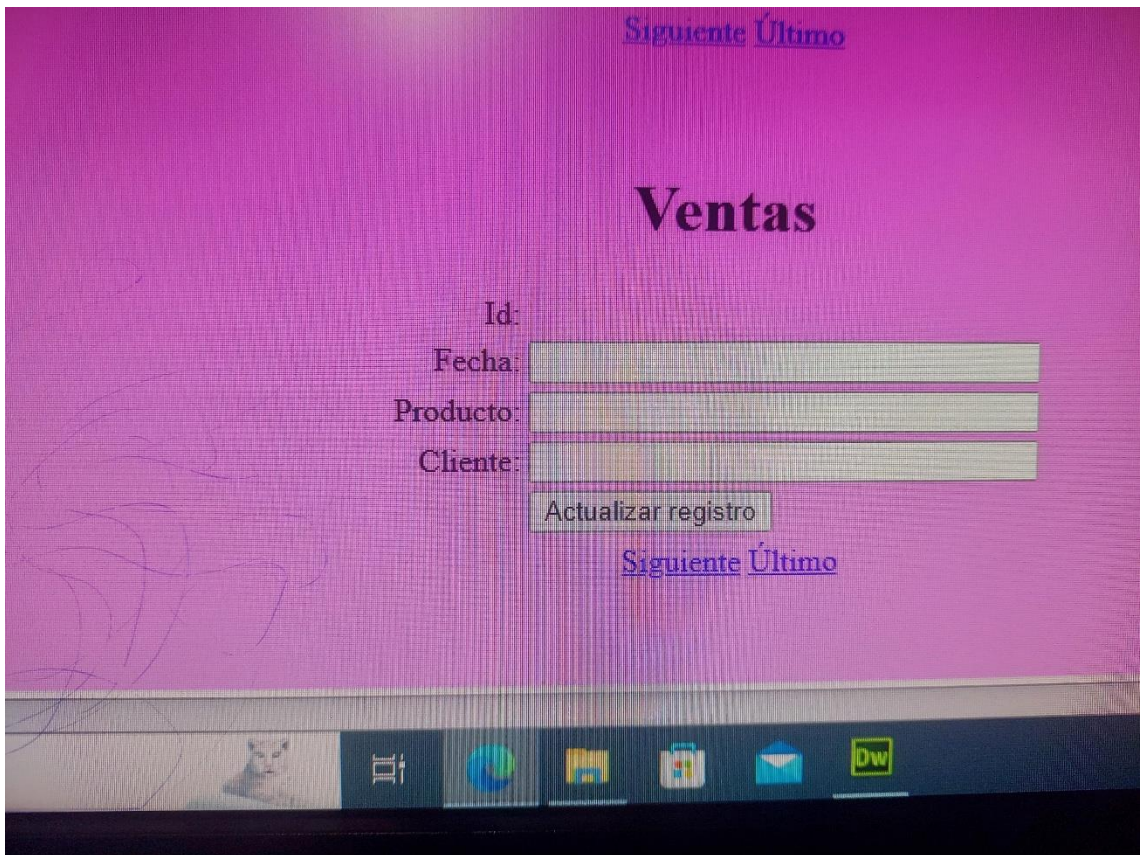 Siguiente Último
Ventas
Id:
Fecha:
Producto:
Cliente:
Actualizar registro
Siguiente Último
Dw